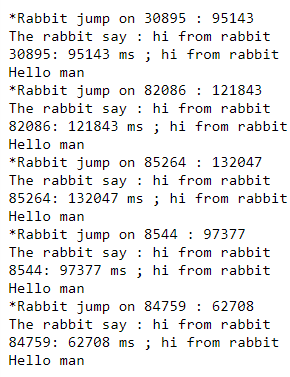 *Rabbit jump on 30895 : 95143
The rabbit say : hi from rabbit
30895: 95143 ms ; hi from rabbit
Hello man
*Rabbit jump on 82086 : 121843
The rabbit say : hi from rabbit
82086: 121843 ms ; hi from rabbit
Hello man
*Rabbit jump on 85264 : 132047
The rabbit say : hi from rabbit
85264: 132047 ms ; hi from rabbit
Hello man
*Rabbit jump on 8544 : 97377
The rabbit say : hi from rabbit
8544: 97377 ms ; hi from rabbit
Hello man
*Rabbit jump on 84759 : 62708
The rabbit say : hi from rabbit
84759: 62708 ms ; hi from rabbit
Hello man